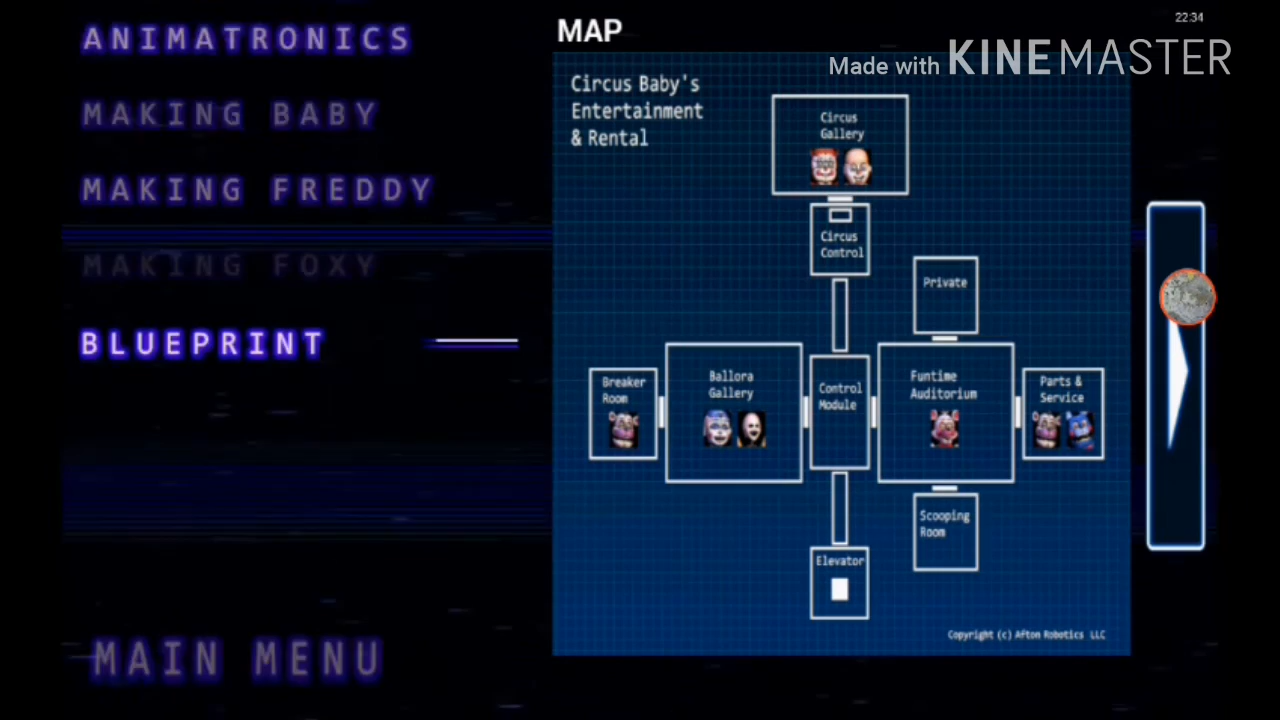 ANIMATRONICS
MAKING BABY
MAKING FREDDY
MAKING FOXY
BLUEPRINT
MAIN MENU
MAP
22:34
Made with KINEMASTER
Circus Baby's
Entertainment
& Rental
Circus
Gallery
Circus
Control
Private
Breaker
Room
Ballora
Gallery
Control
Module
Funtime
Auditorium
Parts &
Service
Scooping
Room
Elevator
Copyright (c) Afton Robotics LLC